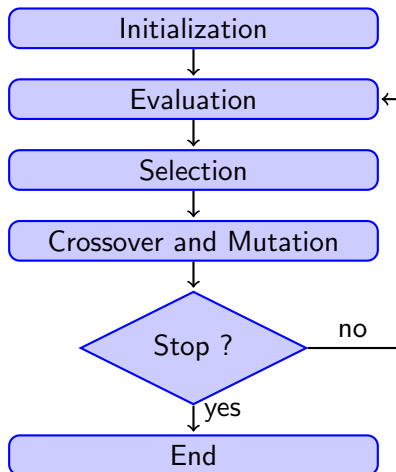 Initialization
Evaluation
Selection
Crossover and Mutation
Stop ?
no
yes
End